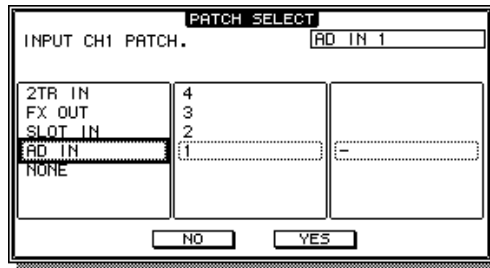 PATCH SELECT
INPUT CH1 PATCH.
AD IN 1
2TR IN
FX OUT
SLOT IN
AD IN
NONE
4
3
2
1
-
NO
YES